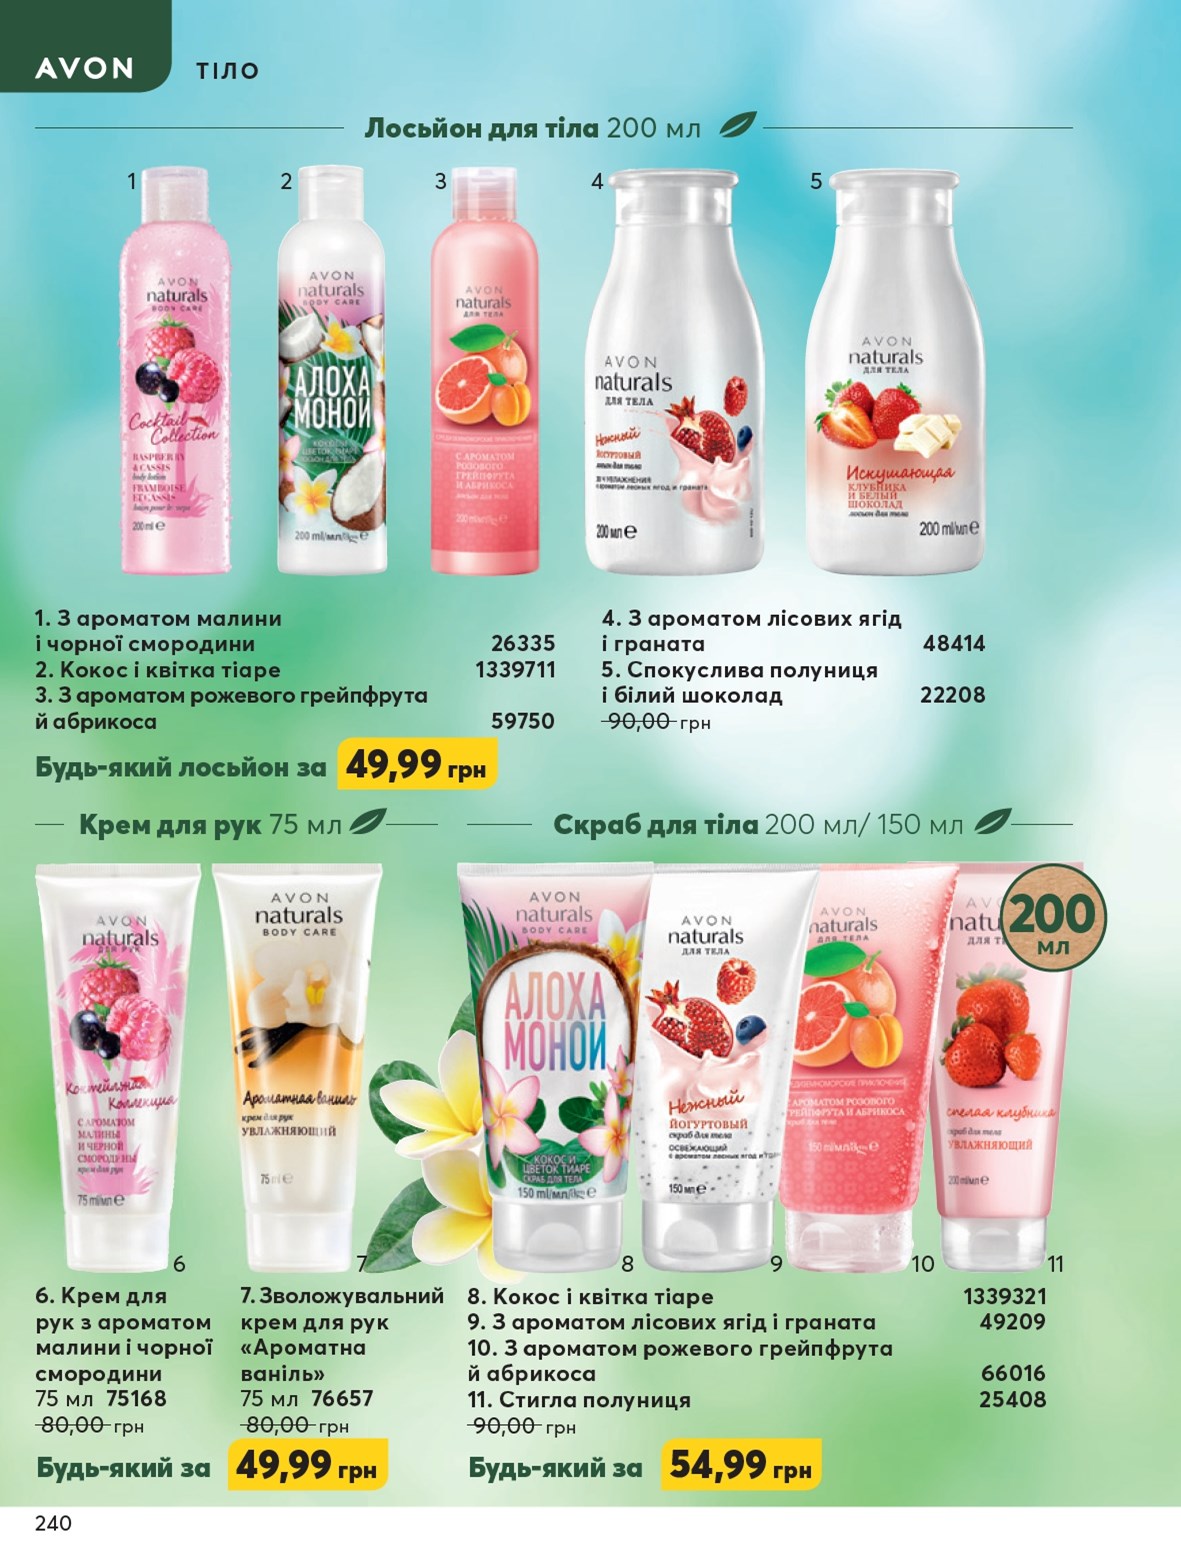 AVON
ТІЛО
Лосьйон для тіла 200 мл
1
2
3
4
5
AVON
naturals
BODY CARE
Cocktail
Collection
RASPBERRY
& CASSIS
body lotion
FRAMBOISE
ET CASSIS
200 ml e
AVON
naturals
BODY CARE
АЛОХА
МОНОИ
КОКОС И
ЦВЕТОК ТИАРЕ
200 ml/мл
AVON
naturals
ДЛЯ ТЕЛА
СРЕДИЗЕМНОМОРСКИЕ ПРИКЛЮЧЕНИЯ
С АРОМАТОМ
РОЗОВОГО
ГРЕЙПФРУТА
И АБРИКОСА
лосьон для тела
AVON
naturals
ДЛЯ ТЕЛА
Нежный
ЙОГУРТОВЫЙ
лосьон для тела
с ароматом лесных ягод и граната
200 мл e
AVON
naturals
ДЛЯ ТЕЛА
Искушающая
КЛУБНИКА
И БЕЛЫЙ
ШОКОЛАД
лосьон для тела
200 ml/мл e
1. З ароматом малини
і чорної смородини 26335
2. Кокос і квітка тіаре 1339711
3. З ароматом рожевого грейпфрута
й абрикоса 59750
4. З ароматом лісових ягід
і граната 48414
5. Спокуслива полуниця
і білий шоколад 22208
90,00 грн
Будь-який лосьйон за 49,99 грн
Крем для рук 75 мл
Скраб для тіла 200 мл/ 150 мл
AVON
naturals
ДЛЯ РУК
Коктейльная
Коллекция
С АРОМАТОМ
МАЛИНЫ
И ЧЕРНОЙ
СМОРОДИНЫ
крем для рук
75 ml/мл e
AVON
naturals
BODY CARE
Ароматная ваниль
крем для рук
УВЛАЖНЯЮЩИЙ
75 ml e
AVON
naturals
BODY CARE
АЛОХА
МОНОИ
КОКОС И
ЦВЕТОК ТИАРЕ
СКРАБ ДЛЯ ТЕЛА
150 ml/мл
AVON
naturals
ДЛЯ ТЕЛА
Нежный
ЙОГУРТОВЫЙ
скраб для тела
ОСВЕЖАЮЩИЙ
150 мл e
AVON
naturals
ДЛЯ ТЕЛА
АРОМАТОМ РОЗОВОГО
ГРЕЙПФРУТА И АБРИКОСА
natu
200
мл
спелая клубника
скраб для тела
УВЛАЖНЯЮЩИЙ
200 ml/мл e
6
7
8
9
10
11
6. Крем для
рук з ароматом
малини і чорної
смородини
75 мл 75168
80,00 грн
7. Зволожувальний
крем для рук
«Ароматна
ваніль»
75 мл 76657
80,00 грн
Будь-який за 49,99 грн
8. Кокос і квітка тіаре 1339321
9. З ароматом лісових ягід і граната 49209
10. З ароматом рожевого грейпфрута
й абрикоса 66016
11. Стигла полуниця 25408
90,00 грн
Будь-який за 54,99 грн
240